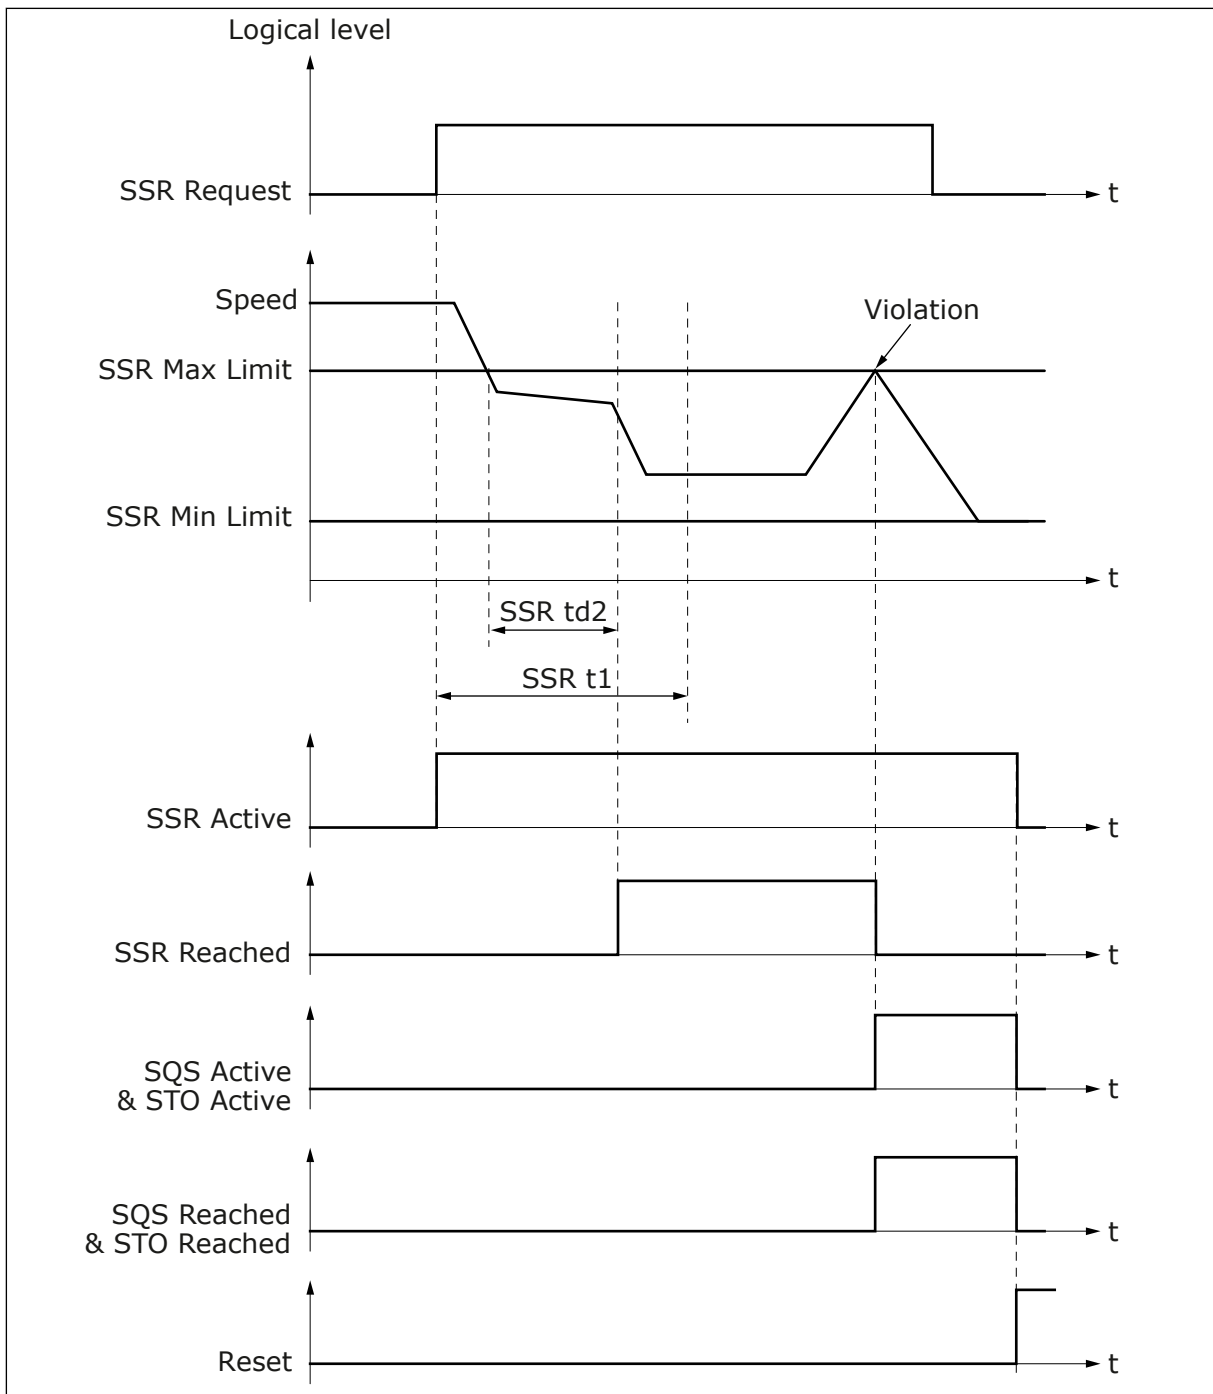 Logical level
SSR Request
t
Speed
Violation
SSR Max Limit
SSR Min Limit
t
SSR td2
SSR t1
SSR Active
t
SSR Reached
t
SQS Active
& STO Active
t
SQS Reached
& STO Reached
t
Reset
t